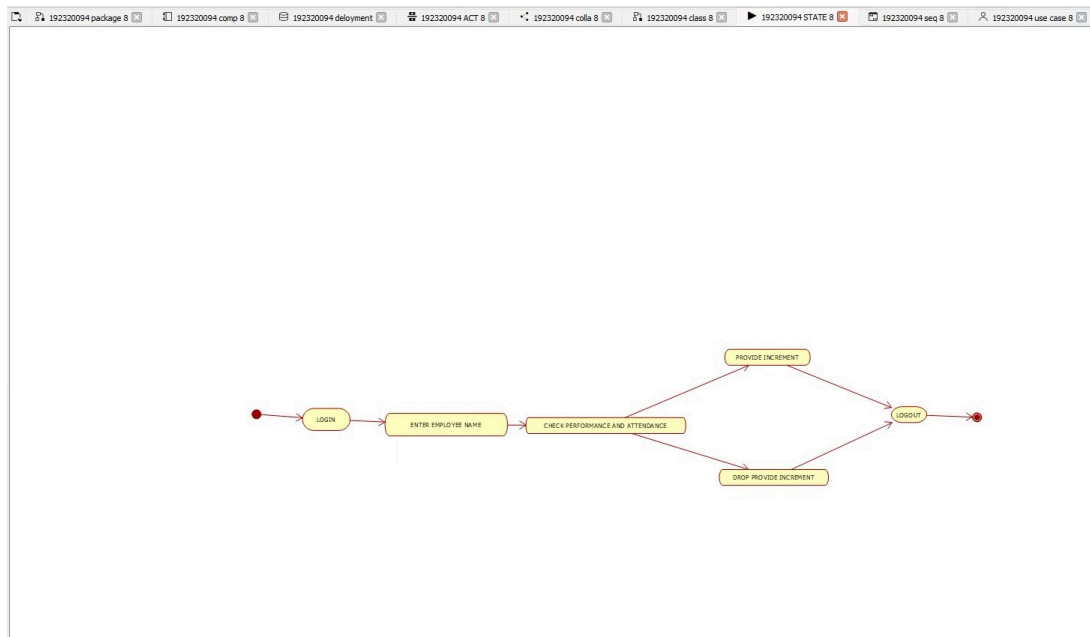 192320094 package 8
192320094 comp 8
192320094 deloyment
192320094 ACT 8
192320094 colla 8
192320094 class 8
192320094 STATE 8
192320094 seq 8
192320094 use case 8
PROVIDE INCREMENT
LOGIN
ENTER EMPLOYEE NAME
CHECK PERFORMANCE AND ATTENDANCE
LOGOUT
DROP PROVIDE INCREMENT